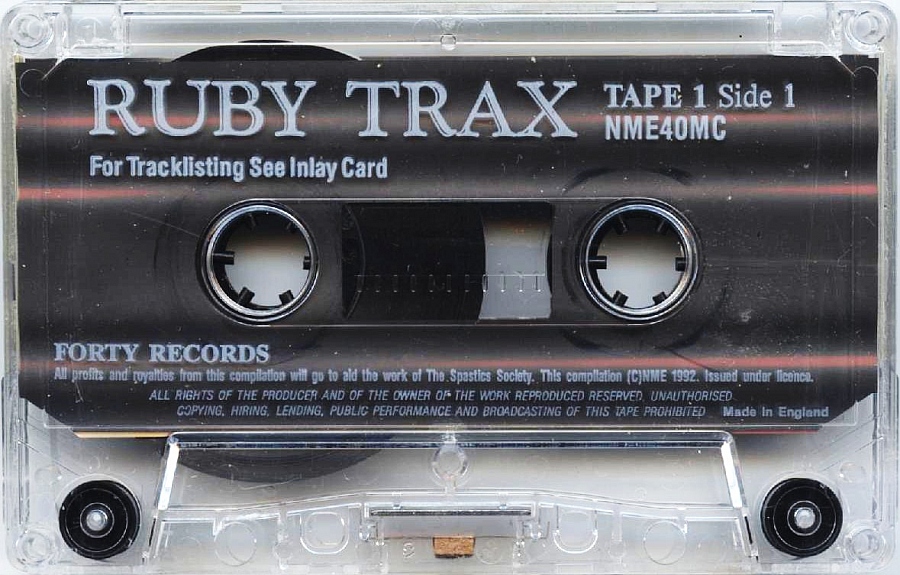 RUBY TRAX
TAPE 1 Side 1
NME40MC
For Tracklisting See Inlay Card
FORTY RECORDS
All profits and royalties from this compilation will go to aid the work of The Spastics Society. This compilation (C)NME 1992. Issued under licence.
ALL RIGHTS OF THE PRODUCER AND OF THE OWNER OF THE WORK REPRODUCED RESERVED. UNAUTHORISED
COPYING, HIRING, LENDING, PUBLIC PERFORMANCE AND BROADCASTING OF THIS TAPE PROHIBITED
Made in England